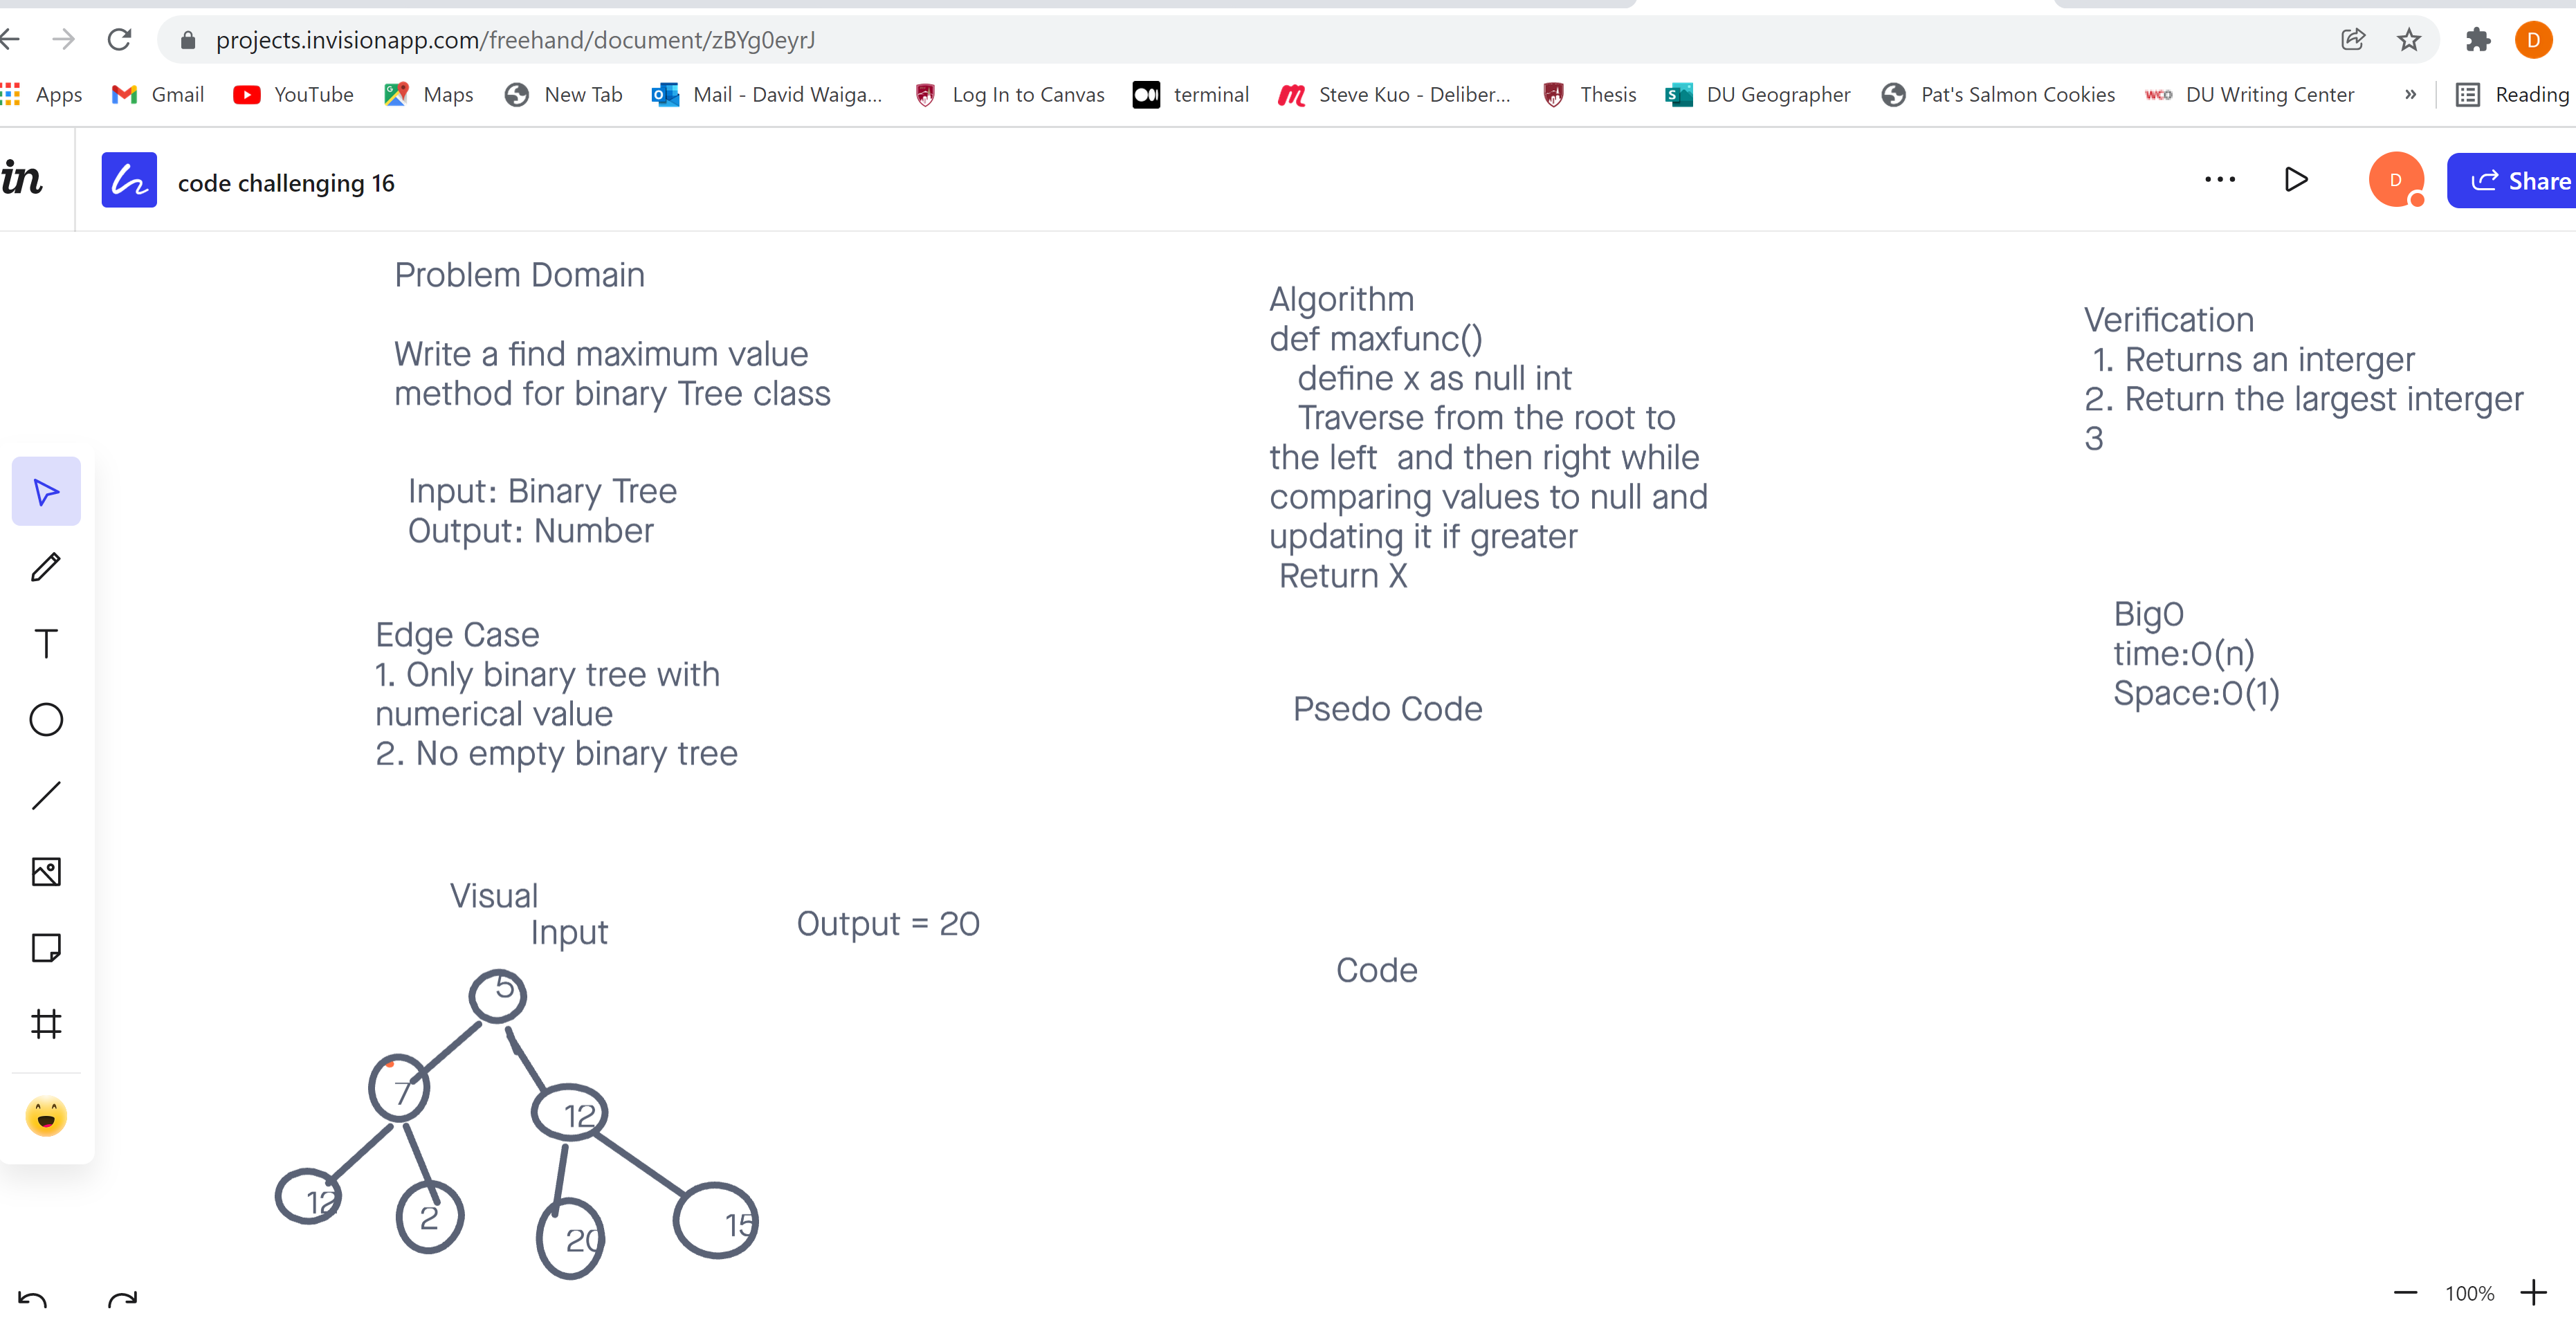 projects.invisionapp.com/freehand/document/zBYg0eyrJ
D
Apps
Gmail
YouTube
Maps
New Tab
Mail - David Waiga...
Log In to Canvas
terminal
Steve Kuo - Deliber...
Thesis
DU Geographer
Pat's Salmon Cookies
WCO
DU Writing Center
»
Reading
in
code challenging 16
D
Share
Problem Domain
Write a find maximum value
method for binary Tree class
Input: Binary Tree
Output: Number
Edge Case
1. Only binary tree with
numerical value
2. No empty binary tree
Visual
Input
Output = 20
5
7
12
12
2
20
15
Algorithm
def maxfunc()
define x as null int
Traverse from the root to
the left  and then right while
comparing values to null and
updating it if greater
Return X
Psedo Code
Code
Verification
1. Returns an interger
2. Return the largest interger
3
BigO
time:O(n)
Space:O(1)
T
100%